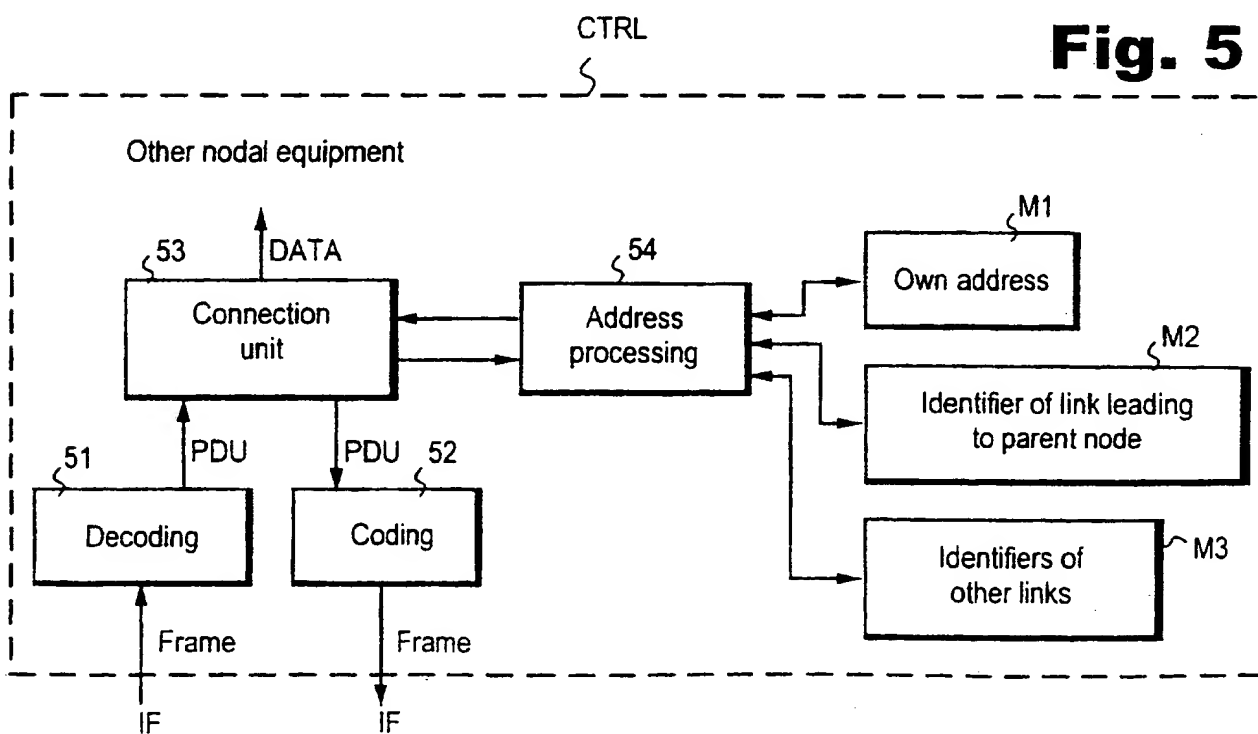 CTRL
Fig. 5
Other nodal equipment
DATA
53
Connection
unit
54
Address
processing
M1
Own address
M2
Identifier of link leading
to parent node
M3
Identifiers of
other links
PDU
PDU
51
Decoding
52
Coding
Frame
Frame
IF
IF